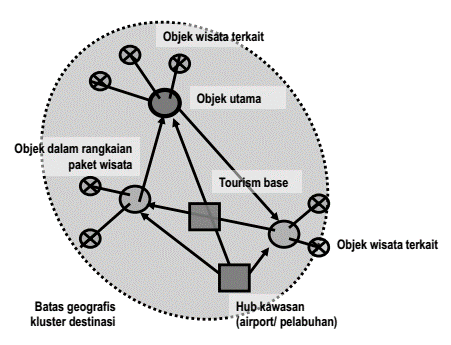 Objek wisata terkait
Objek utama
Objek dalam rangkaian
paket wisata
Tourism base
Objek wisata terkait
Batas geografis
kluster destinasi
Hub kawasan
(airport/ pelabuhan)